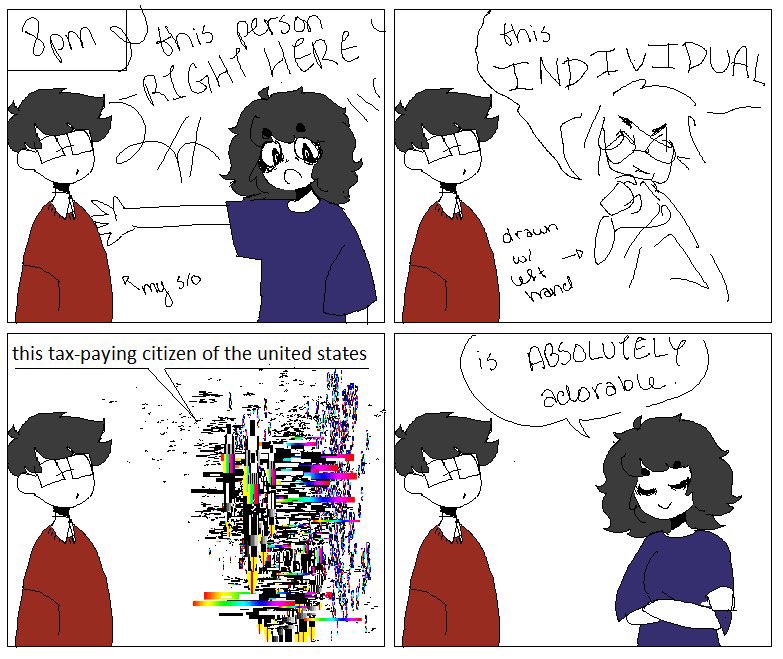 8pm
this person
RIGHT HERE
my s/o
this
INDIVIDUAL
drawn
w/
left
hand
this tax-paying citizen of the united states
is ABSOLUTELY
adorable.